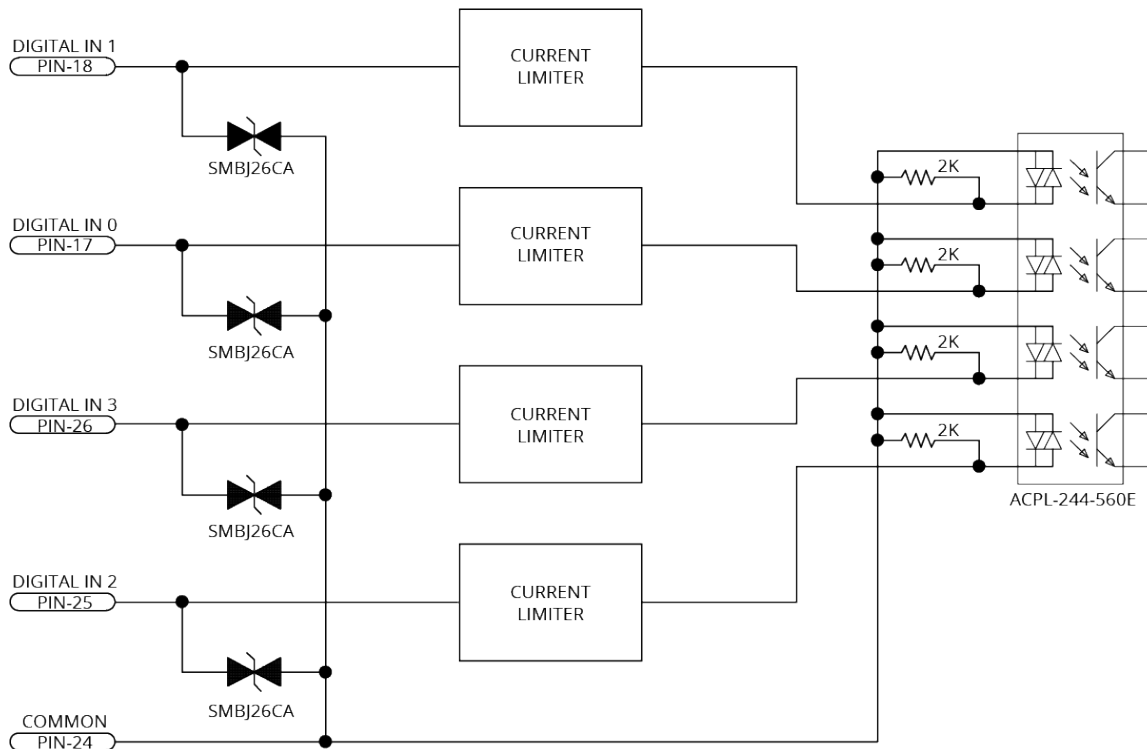 DIGITAL IN 1
PIN-18
CURRENT
LIMITER
SMBJ26CA
2K
DIGITAL IN 0
PIN-17
CURRENT
LIMITER
SMBJ26CA
2K
2K
DIGITAL IN 3
PIN-26
CURRENT
LIMITER
SMBJ26CA
2K
ACPL-244-560E
DIGITAL IN 2
PIN-25
CURRENT
LIMITER
SMBJ26CA
COMMON
PIN-24